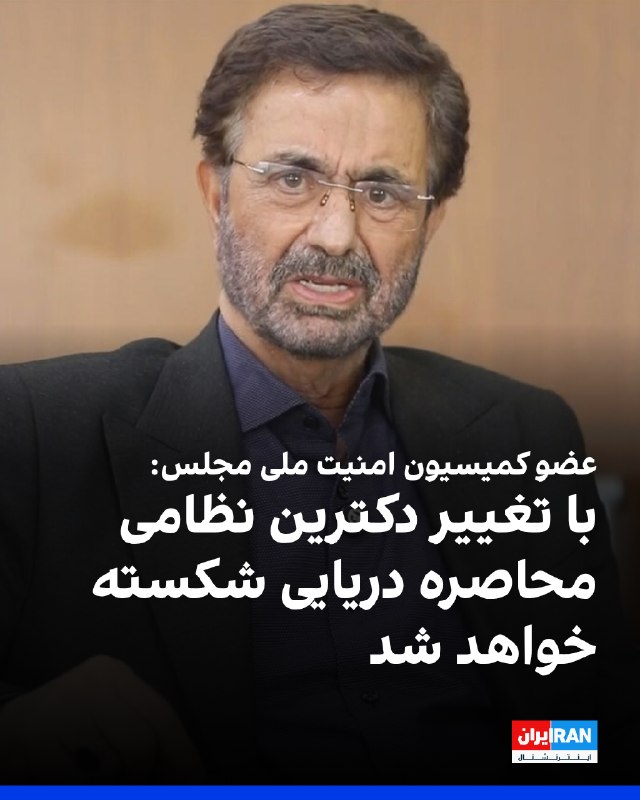 عضو کمیسیون امنیت ملی مجلس:
با تغییر دکترین نظامی
محاصره دریایی شکسته
خواهد شد
ایران IRAN
اینترنشنال